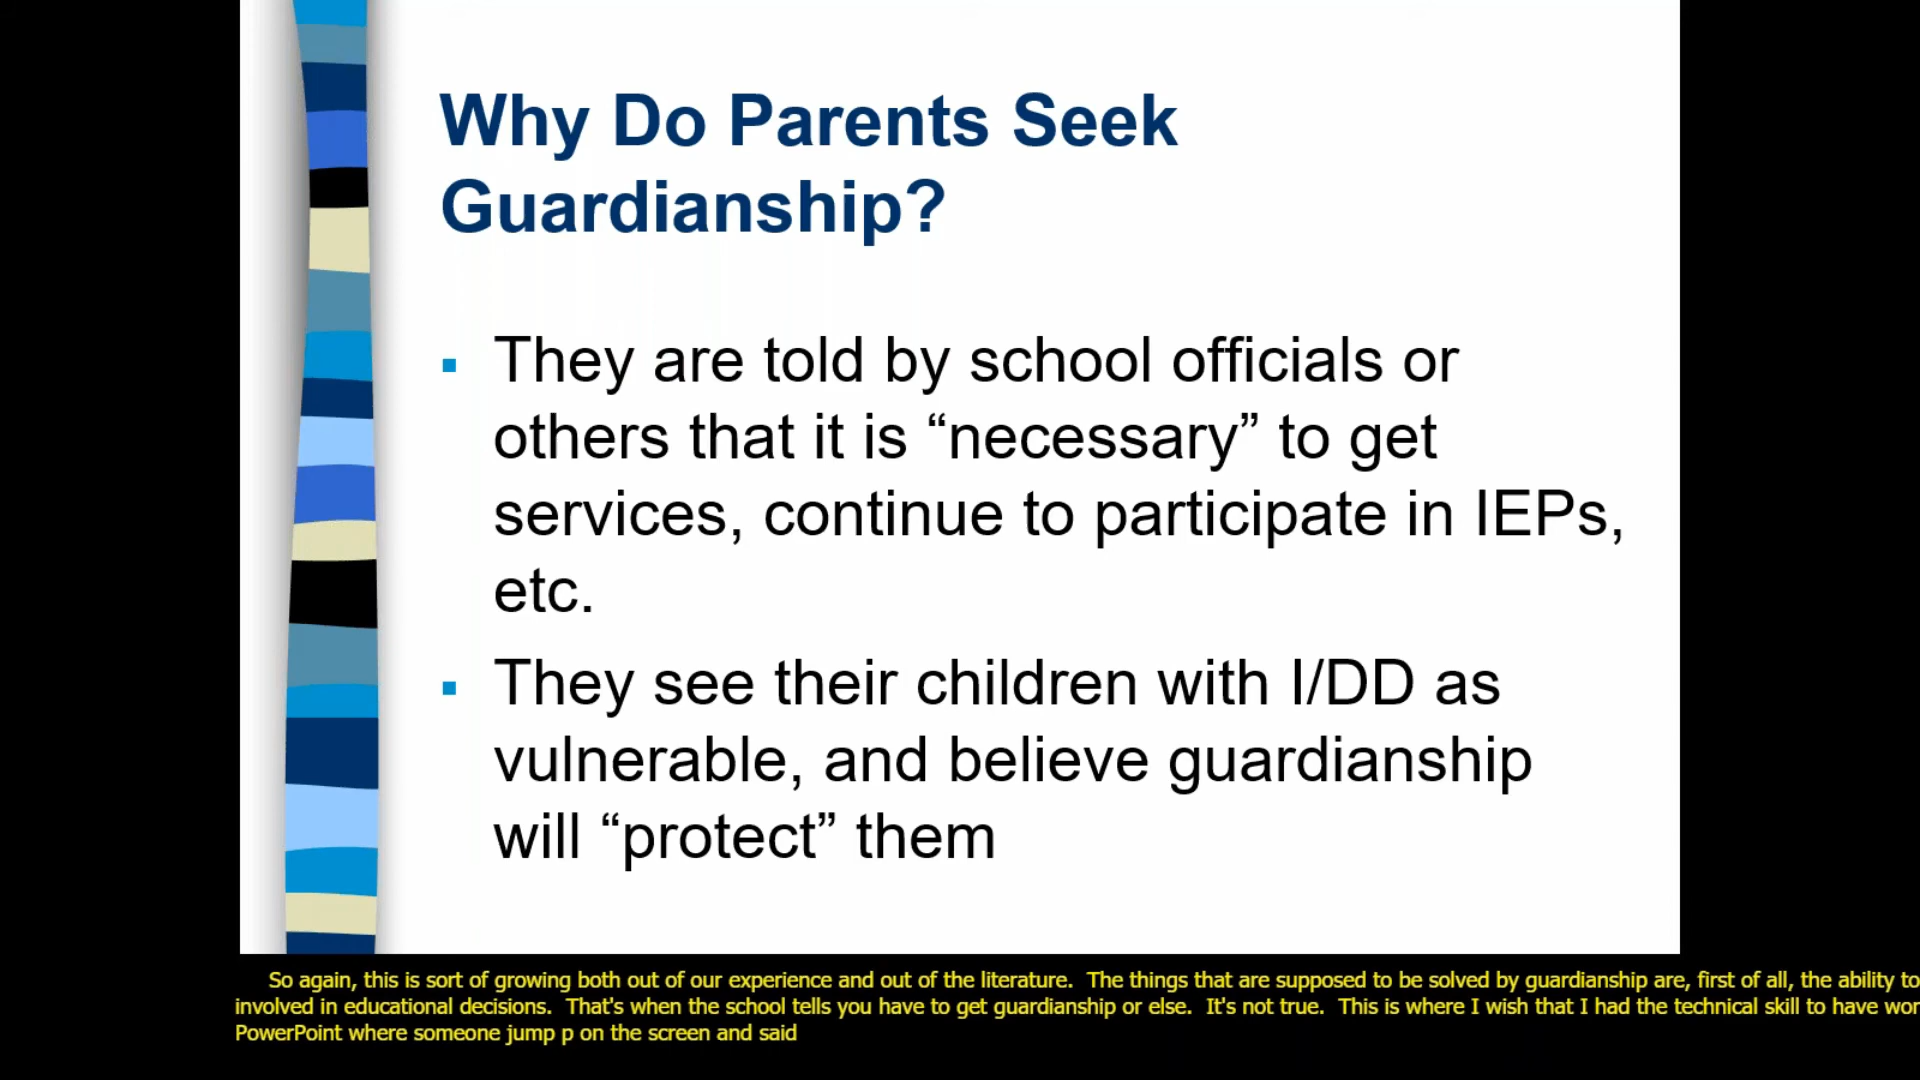 Why Do Parents Seek
Guardianship?
▪ They are told by school officials or
others that it is “necessary” to get
services, continue to participate in IEPs,
etc.
▪ They see their children with I/DD as
vulnerable, and believe guardianship
will “protect” them
So again, this is sort of growing both out of our experience and out of the literature.  The things that are supposed to be solved by guardianship are, first of all, the ability to
involved in educational decisions.  That's when the school tells you have to get guardianship or else.  It's not true.  This is where I wish that I had the technical skill to have wor
PowerPoint where someone jump p on the screen and said